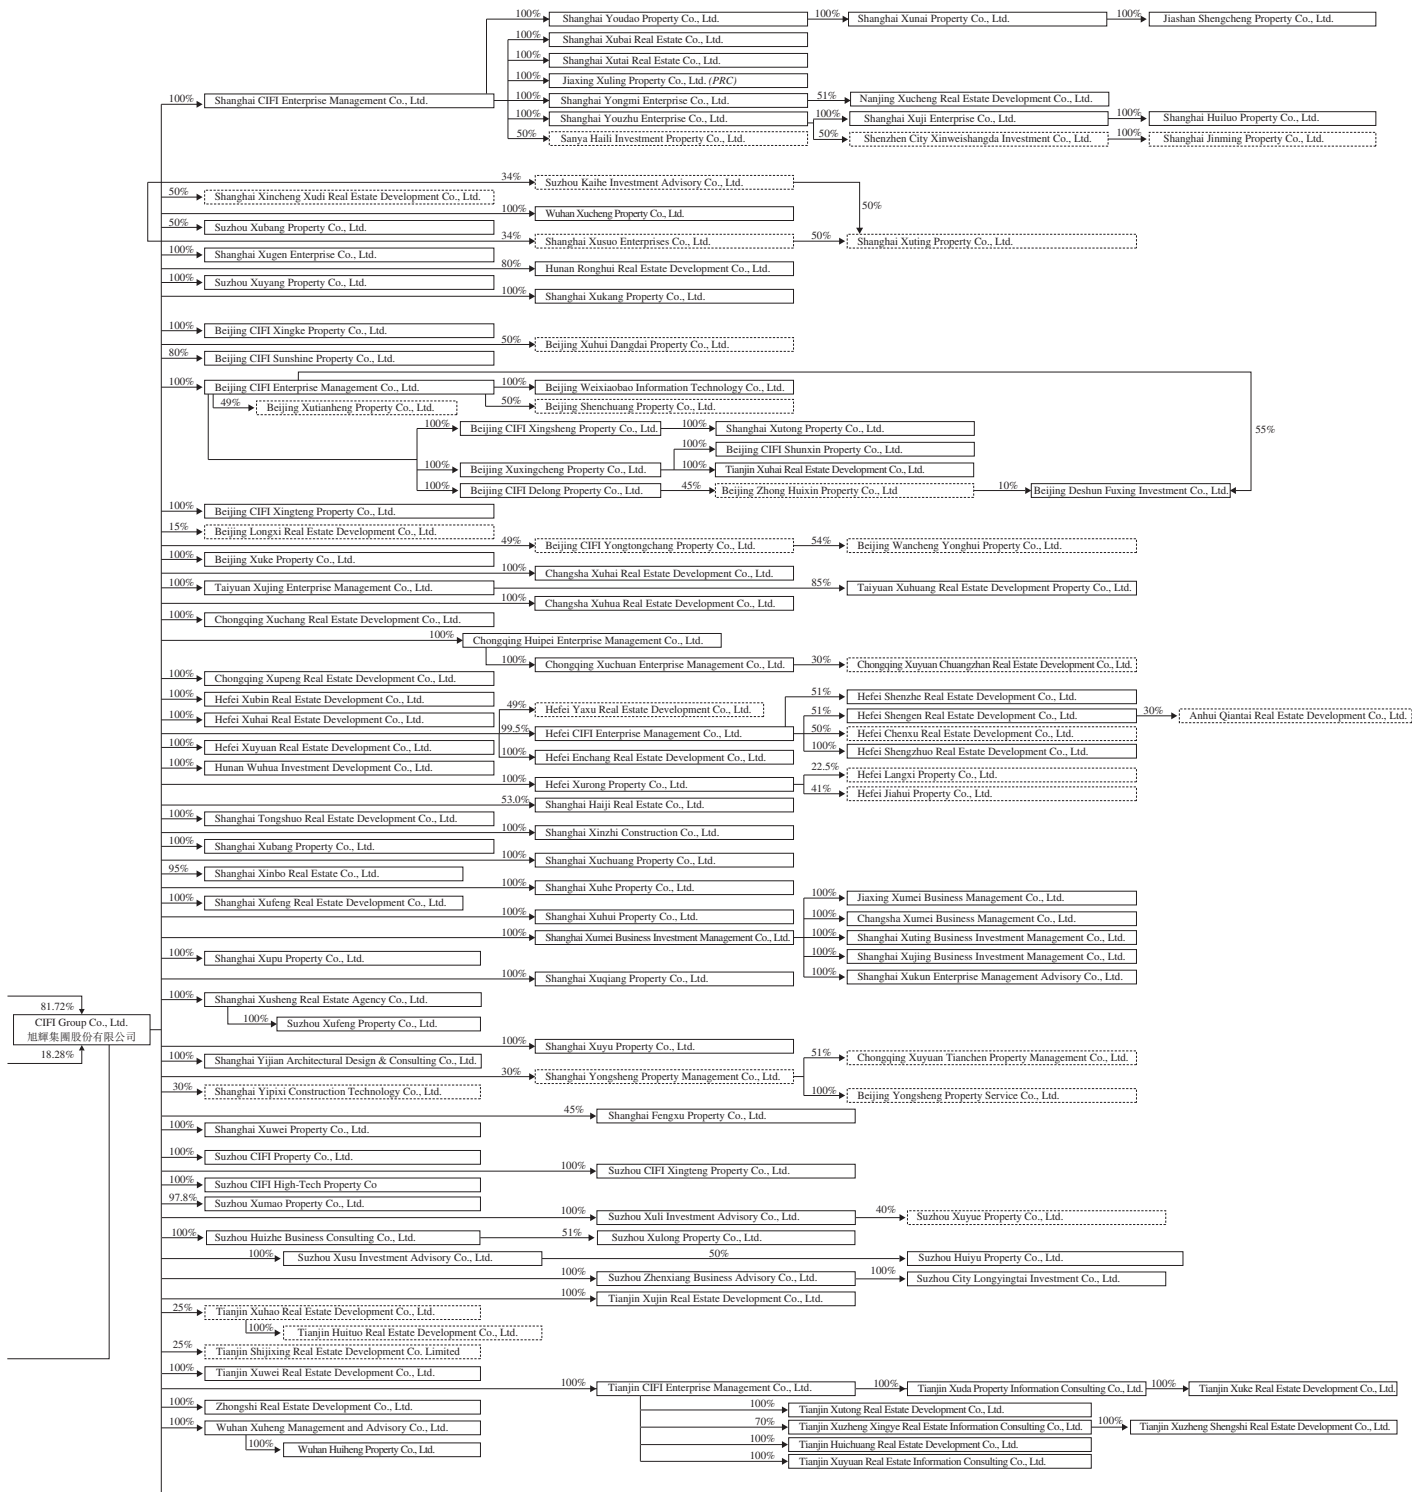 100% Shanghai Youdao Property Co., Ltd. 100% Shanghai Xunai Property Co., Ltd. 100% Jiashan Shengcheng Property Co., Ltd.
100% Shanghai Xubai Real Estate Co., Ltd.
100% Shanghai Xutai Real Estate Co., Ltd.
100% Jiaxing Xuling Property Co., Ltd. (PRC)
100% Shanghai CIFI Enterprise Management Co., Ltd. 100% Shanghai Yongmi Enterprise Co., Ltd. 51% Nanjing Xucheng Real Estate Development Co., Ltd.
100% Shanghai Youzhu Enterprise Co., Ltd. 100% Shanghai Xuji Enterprise Co., Ltd. 100% Shanghai Huiluo Property Co., Ltd.
50% Sanya Haili Investment Property Co., Ltd. 50% Shenzhen City Xinweishangda Investment Co., Ltd. 100% Shanghai Jinming Property Co., Ltd.
34% Suzhou Kaihe Investment Advisory Co., Ltd.
50% Shanghai Xincheng Xudi Real Estate Development Co., Ltd.
50%
100% Wuhan Xucheng Property Co., Ltd.
50% Suzhou Xubang Property Co., Ltd.
34% Shanghai Xusuo Enterprises Co., Ltd. 50% Shanghai Xuting Property Co., Ltd.
100% Shanghai Xugen Enterprise Co., Ltd.
80% Hunan Ronghui Real Estate Development Co., Ltd.
100% Suzhou Xuyang Property Co., Ltd.
100% Shanghai Xukang Property Co., Ltd.
100% Beijing CIFI Xingke Property Co., Ltd.
50% Beijing Xuhui Dangdai Property Co., Ltd.
80% Beijing CIFI Sunshine Property Co., Ltd.
100% Beijing CIFI Enterprise Management Co., Ltd. 100% Beijing Weixiaobao Information Technology Co., Ltd.
49% Beijing Xutianheng Property Co., Ltd. 50% Beijing Shenchuang Property Co., Ltd.
100% Beijing CIFI Xingsheng Property Co., Ltd. 100% Shanghai Xutong Property Co., Ltd. 55%
100% Beijing CIFI Shunxin Property Co., Ltd.
100% Beijing Xuxingcheng Property Co., Ltd. 100% Tianjin Xuhai Real Estate Development Co., Ltd.
100% Beijing CIFI Delong Property Co., Ltd. 45% Beijing Zhong Huixin Property Co., Ltd 10% Beijing Deshun Fuxing Investment Co., Ltd.
100% Beijing CIFI Xingteng Property Co., Ltd.
15% Beijing Longxi Real Estate Development Co., Ltd.
49% Beijing CIFI Yongtongchang Property Co., Ltd. 54% Beijing Wancheng Yonghui Property Co., Ltd.
100% Beijing Xuke Property Co., Ltd.
100% Changsha Xuhai Real Estate Development Co., Ltd.
100% Taiyuan Xujing Enterprise Management Co., Ltd. 85% Taiyuan Xuhuang Real Estate Development Property Co., Ltd.
100% Changsha Xuhua Real Estate Development Co., Ltd.
100% Chongqing Xuchang Real Estate Development Co., Ltd.
100% Chongqing Huipei Enterprise Management Co., Ltd.
100% Chongqing Xuchuan Enterprise Management Co., Ltd. 30% Chongqing Xuyuan Chuangzhan Real Estate Development Co., Ltd.
100% Chongqing Xupeng Real Estate Development Co., Ltd.
100% Hefei Xubin Real Estate Development Co., Ltd. 51% Hefei Shenzhe Real Estate Development Co., Ltd.
49% Hefei Yaxu Real Estate Development Co., Ltd.
100% Hefei Xuhai Real Estate Development Co., Ltd. 51% Hefei Shengen Real Estate Development Co., Ltd. 30% Anhui Qiantai Real Estate Development Co., Ltd.
99.5% Hefei CIFI Enterprise Management Co., Ltd. 50% Hefei Chenxu Real Estate Development Co., Ltd.
100% Hefei Xuyuan Real Estate Development Co., Ltd. 100% Hefei Shengzhuo Real Estate Development Co., Ltd.
100% Hefei Enchang Real Estate Development Co., Ltd.
100% Hunan Wuhua Investment Development Co., Ltd.
22.5% Hefei Langxi Property Co., Ltd.
100% Hefei Xurong Property Co., Ltd.
41% Hefei Jiahui Property Co., Ltd.
53.0% Shanghai Haiji Real Estate Co., Ltd.
100% Shanghai Tongshuo Real Estate Development Co., Ltd.
100% Shanghai Xinzhi Construction Co., Ltd.
100% Shanghai Xubang Property Co., Ltd.
100% Shanghai Xuchuang Property Co., Ltd.
95% Shanghai Xinbo Real Estate Co., Ltd.
100% Shanghai Xuhe Property Co., Ltd.
100% Jiaxing Xumei Business Management Co., Ltd.
100% Shanghai Xufeng Real Estate Development Co., Ltd.
100% Shanghai Xuhui Property Co., Ltd. 100% Changsha Xumei Business Management Co., Ltd.
100% Shanghai Xumei Business Investment Management Co., Ltd. 100% Shanghai Xuting Business Investment Management Co., Ltd.
100% Shanghai Xupu Property Co., Ltd. 100% Shanghai Xujing Business Investment Management Co., Ltd.
100% Shanghai Xuqiang Property Co., Ltd. 100% Shanghai Xukun Enterprise Management Advisory Co., Ltd.
100% Shanghai Xusheng Real Estate Agency Co., Ltd.
81.72%
CIFI Group Co., Ltd. 100% Suzhou Xufeng Property Co., Ltd.
旭輝集團股份有限公司
100% Shanghai Xuyu Property Co., Ltd.
18.28%
51% Chongqing Xuyuan Tianchen Property Management Co., Ltd.
100% Shanghai Yijian Architectural Design & Consulting Co., Ltd.
30% Shanghai Yongsheng Property Management Co., Ltd.
30% Shanghai Yipixi Construction Technology Co., Ltd.
100% Beijing Yongsheng Property Service Co., Ltd.
45% Shanghai Fengxu Property Co., Ltd.
100% Shanghai Xuwei Property Co., Ltd.
100% Suzhou CIFI Property Co., Ltd.
100% Suzhou CIFI Xingteng Property Co., Ltd.
100% Suzhou CIFI High-Tech Property Co
97.8% Suzhou Xumao Property Co., Ltd.
100% Suzhou Xuli Investment Advisory Co., Ltd. 40% Suzhou Xuyue Property Co., Ltd.
100% Suzhou Huizhe Business Consulting Co., Ltd. 51% Suzhou Xulong Property Co., Ltd.
100% Suzhou Xusu Investment Advisory Co., Ltd. 50% Suzhou Huiyu Property Co., Ltd.
100% Suzhou Zhenxiang Business Advisory Co., Ltd. 100% Suzhou City Longyingtai Investment Co., Ltd.
100% Tianjin Xujin Real Estate Development Co., Ltd.
25% Tianjin Xuhao Real Estate Development Co., Ltd.
100% Tianjin Huituo Real Estate Development Co., Ltd.
25% Tianjin Shijixing Real Estate Development Co. Limited
100% Tianjin Xuwei Real Estate Development Co., Ltd.
100% Tianjin CIFI Enterprise Management Co., Ltd. 100% Tianjin Xuda Property Information Consulting Co., Ltd. 100% Tianjin Xuke Real Estate Development Co., Ltd.
100% Zhongshi Real Estate Development Co., Ltd. 100% Tianjin Xutong Real Estate Development Co., Ltd.
100% Wuhan Xuheng Management and Advisory Co., Ltd. 70% Tianjin Xuzheng Xingye Real Estate Information Consulting Co., Ltd. 100% Tianjin Xuzheng Shengshi Real Estate Development Co., Ltd.
100% Wuhan Huiheng Property Co., Ltd. 100% Tianjin Huichuang Real Estate Development Co., Ltd.
100% Tianjin Xuyuan Real Estate Information Consulting Co., Ltd.